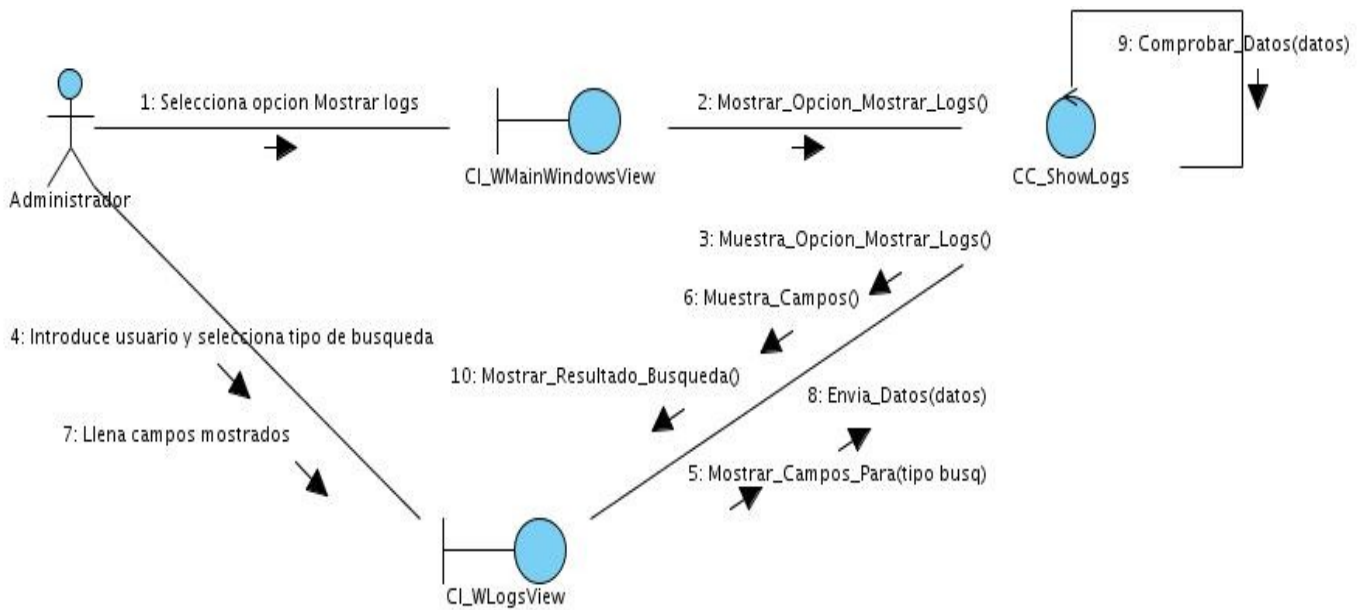 9: Comprobar_Datos(datos)
1: Selecciona opcion Mostrar logs
2: Mostrar_Opcion_Mostrar_Logs()
CI_WMainWindowsView
CC_ShowLogs
Administrador
3: Muestra_Opcion_Mostrar_Logs()
6: Muestra_Campos()
4: Introduce usuario y selecciona tipo de busqueda
10: Mostrar_Resultado_Busqueda()
8: Envia_Datos(datos)
7: Llena campos mostrados
5: Mostrar_Campos_Para(tipo busq)
CI_WLogsView